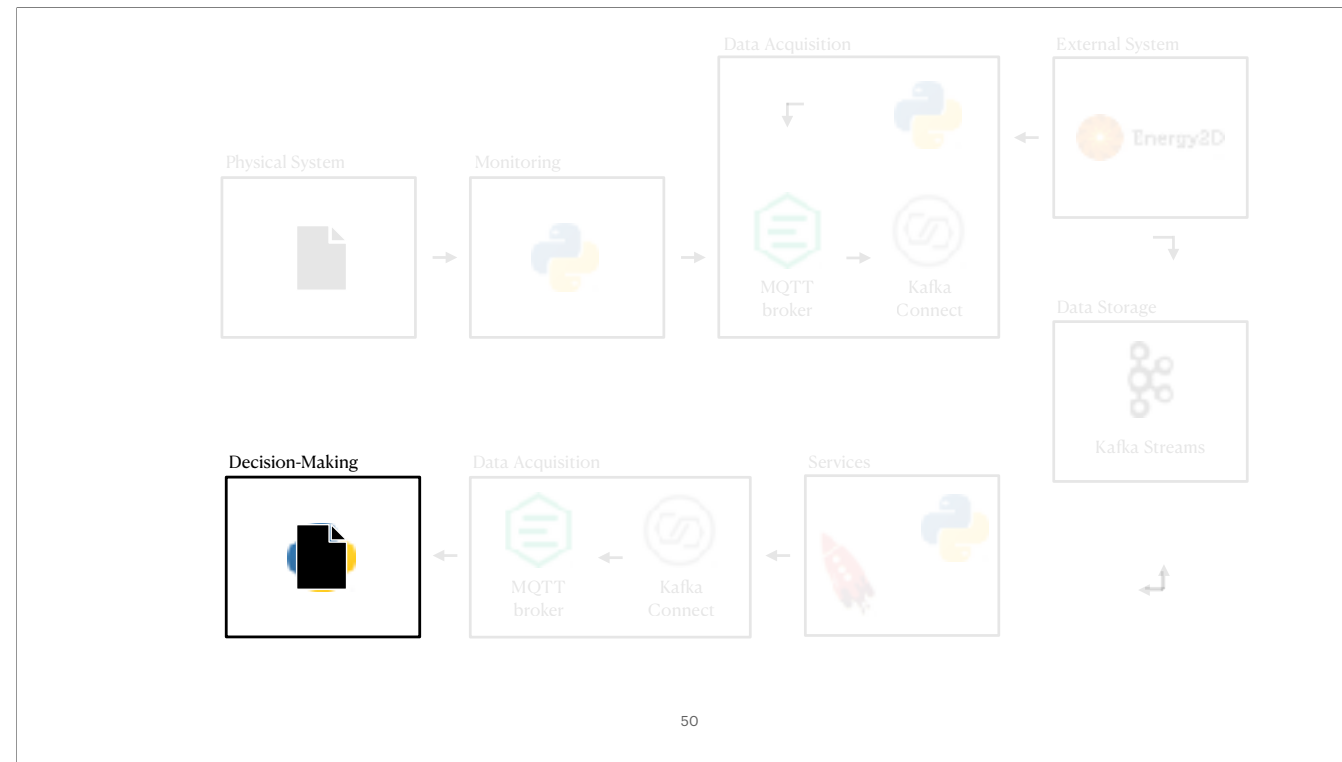 Data Acquisition
External System
Energy2D
Physical System
Monitoring
MQTT
broker
Kafka
Connect
Data Storage
Kafka Streams
Decision-Making
Data Acquisition
Services
MQTT
broker
Kafka
Connect
50